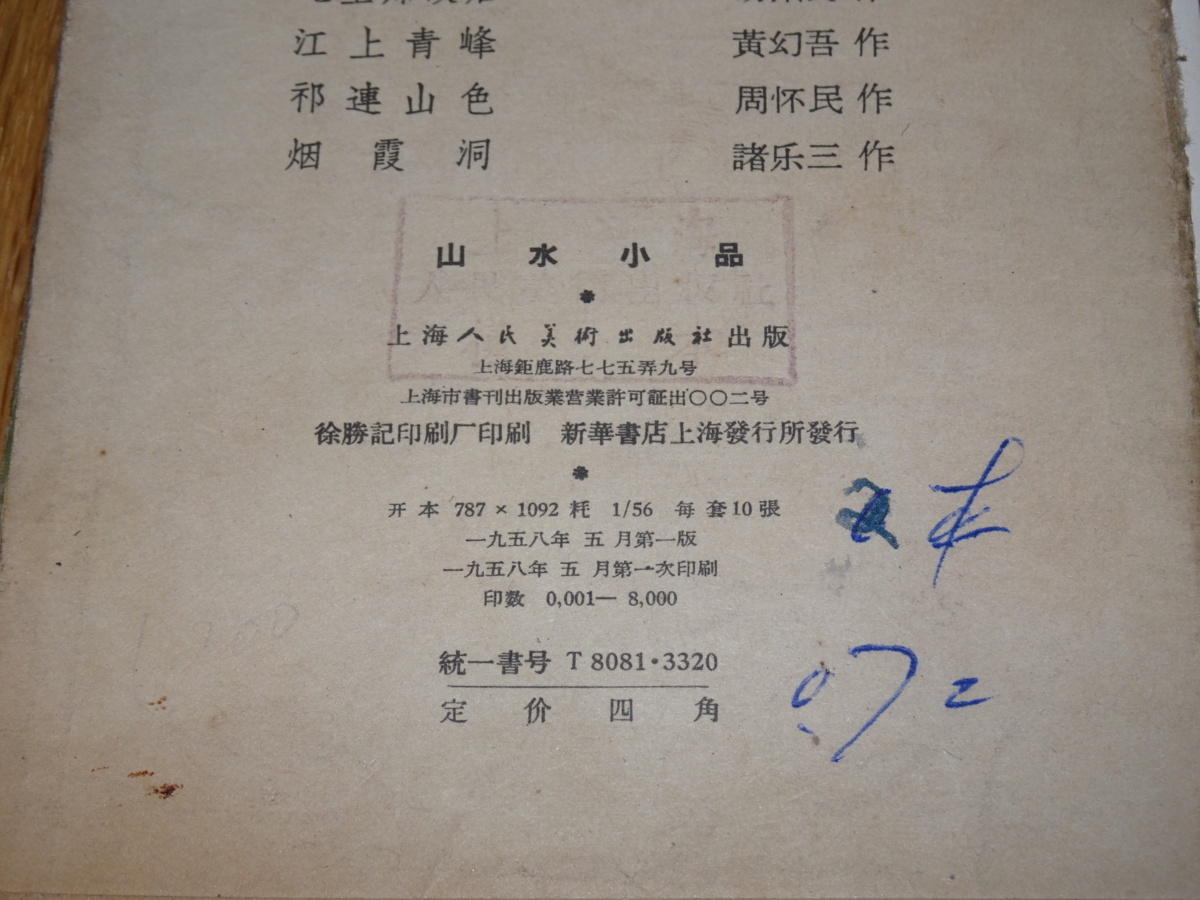 江上青峰 黃幻吾 作
祁連山色 周怀民 作
烟霞洞 諸乐三 作
山水小品
上海人民美術出版社出版
上海鉅鹿路七七五弄九号
上海市書刊出版業营業許可証出〇〇二号
徐勝記印刷厂印刷 新華書店上海發行所發行
开本 787 × 1092 耗 1/56 每套10張
一九五八年 五 月第一版
一九五八年 五 月第一次印刷
印数 0,001— 8,000
統一書号 T 8081·3320
定价四角
0.72